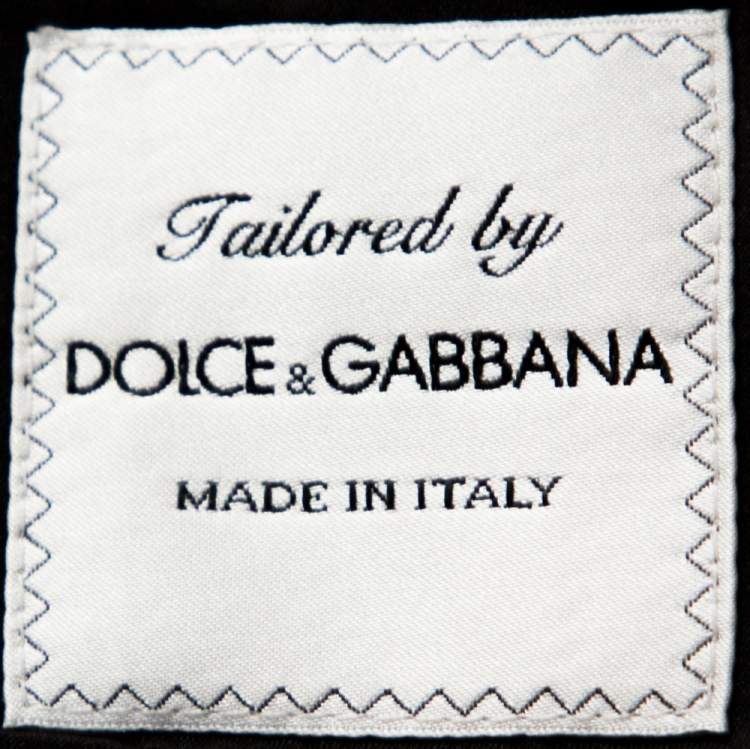 Tailored by
DOLCE & GABBANA
MADE IN ITALY